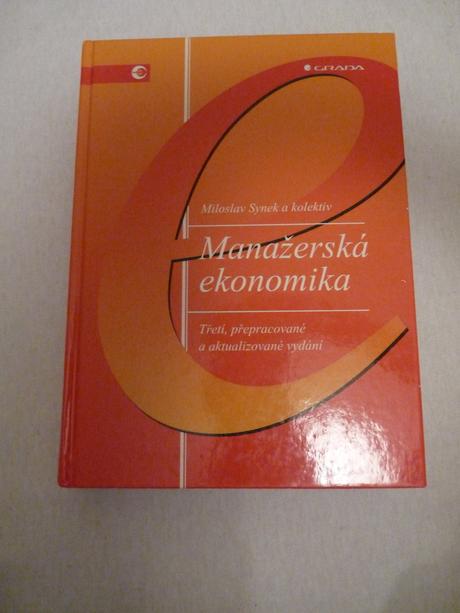 GRADA
Miloslav Synek a kolektiv
Manažerská
ekonomika
Třetí, přepracované
a aktualizované vydání